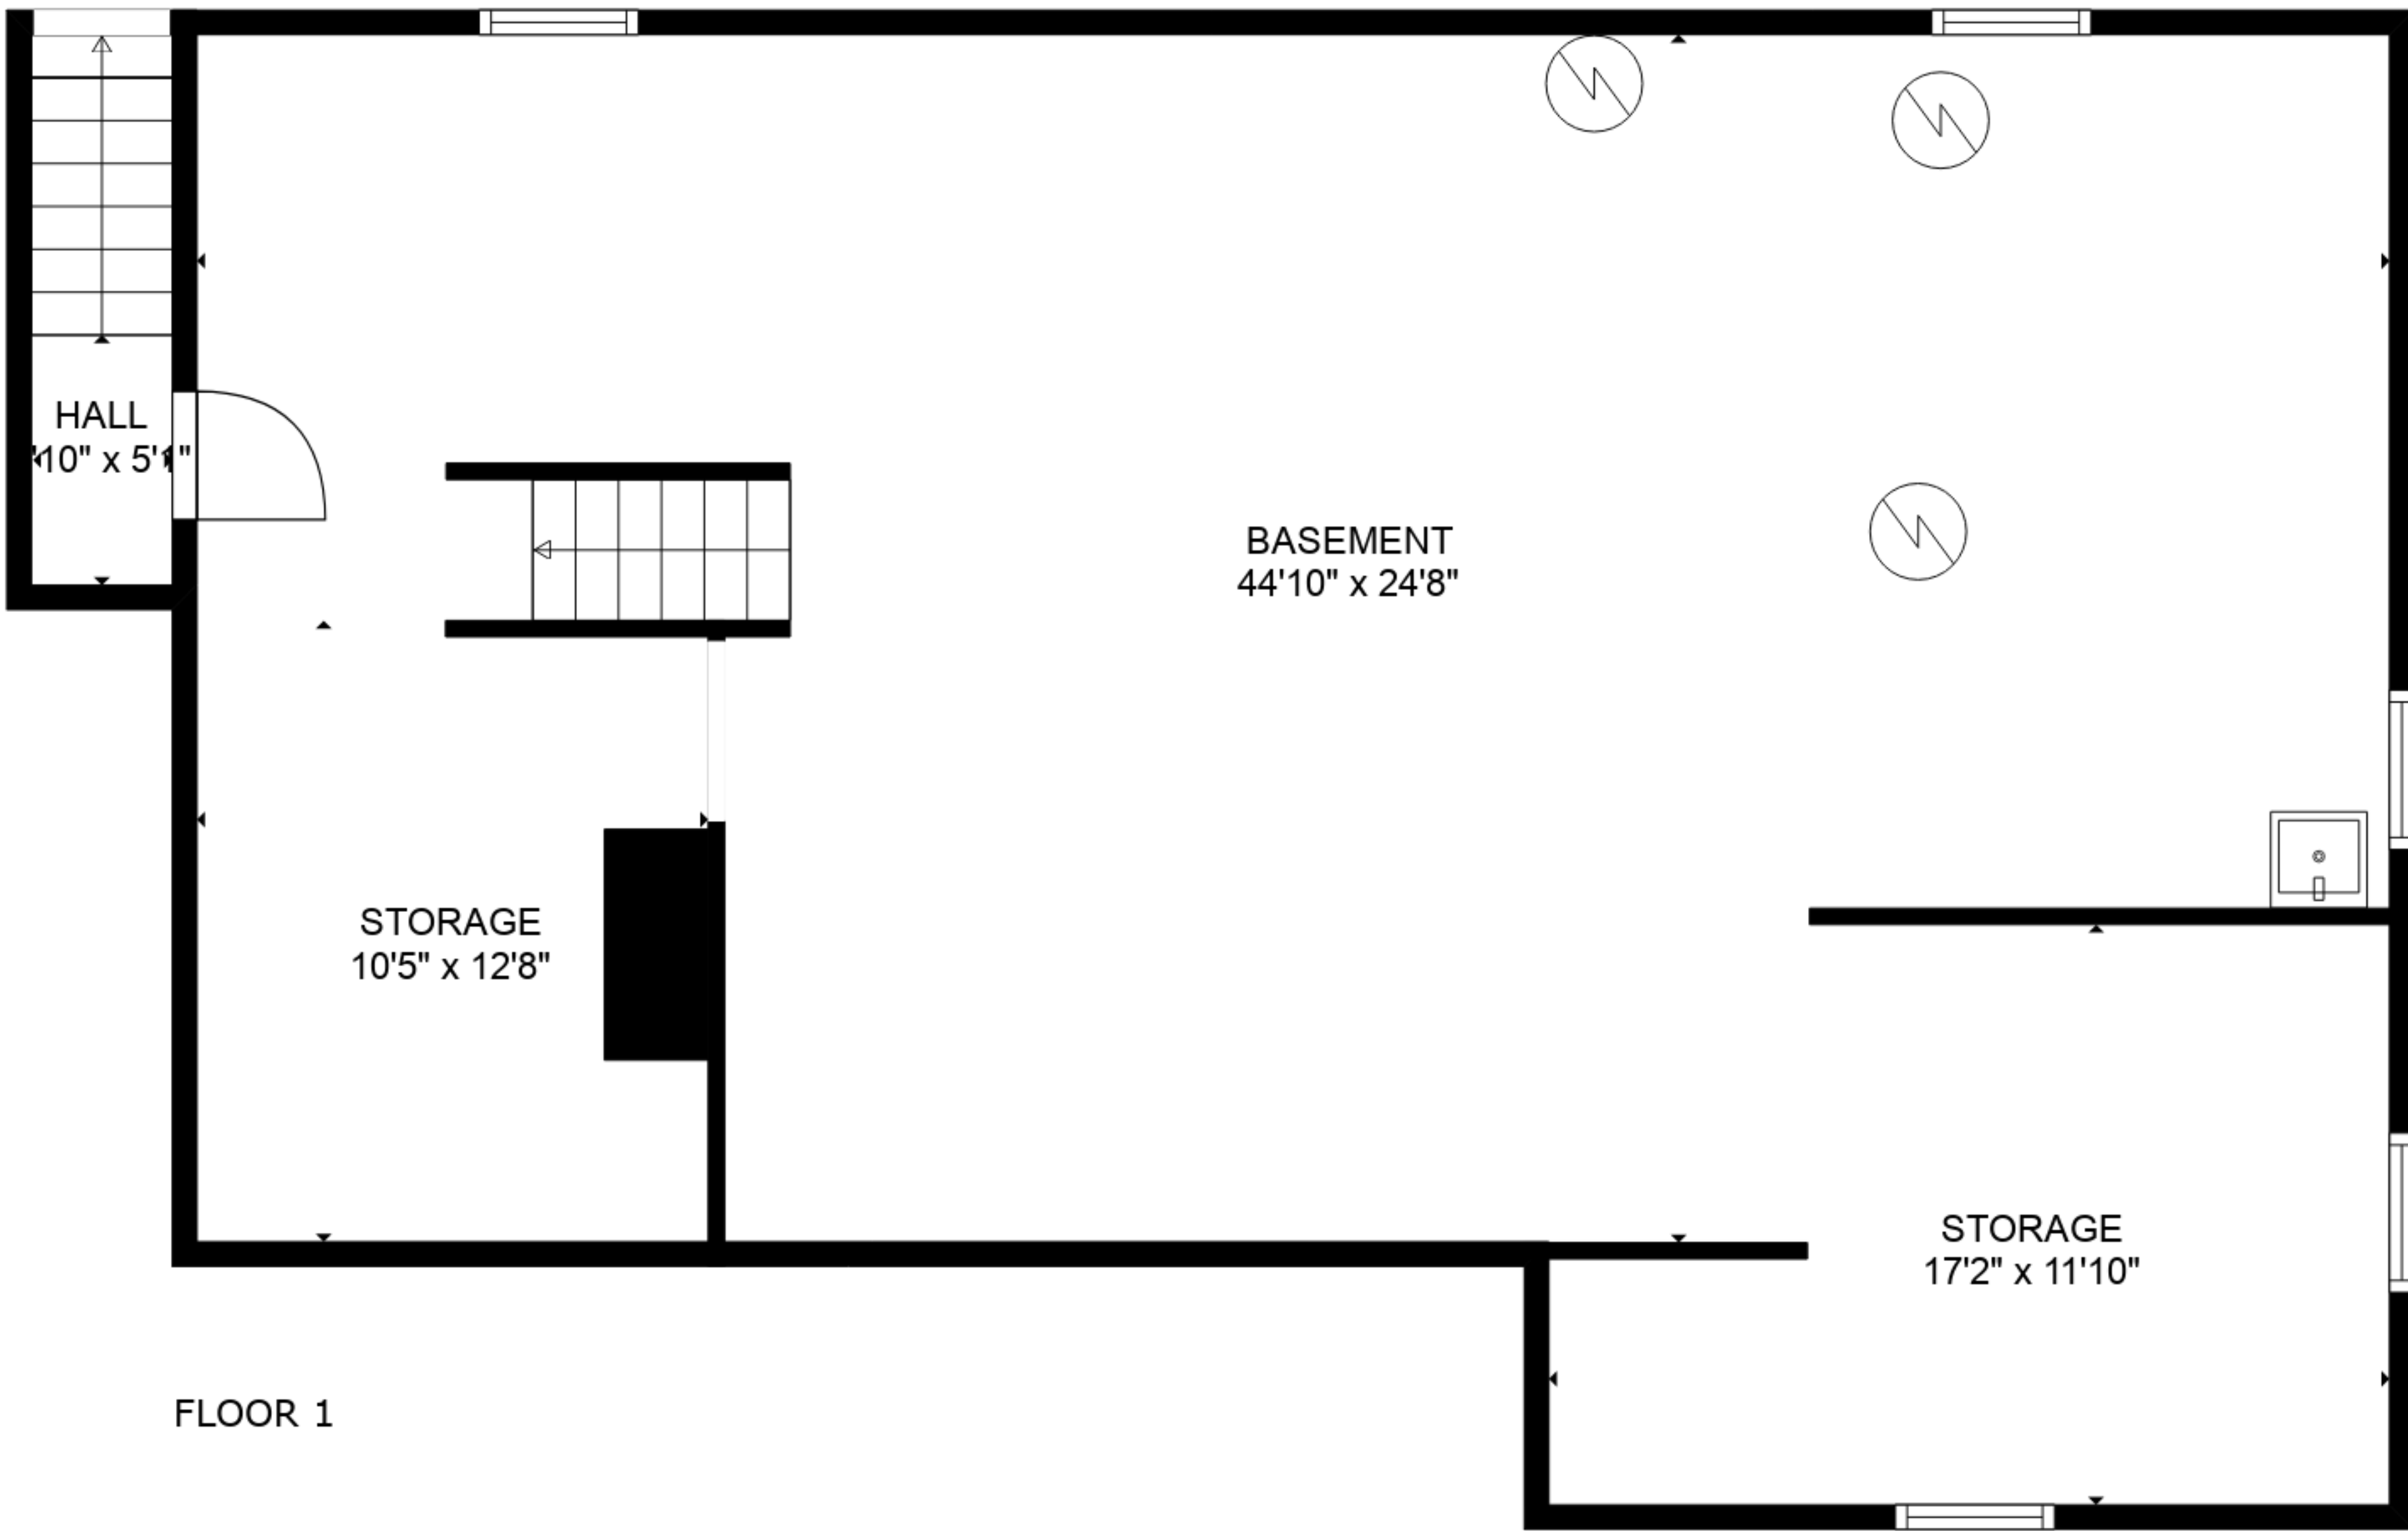 HALL
'10" x 5'1"
BASEMENT
44'10" x 24'8"
STORAGE
10'5" x 12'8"
STORAGE
17'2" x 11'10"
FLOOR 1